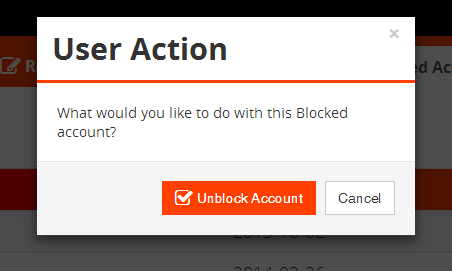 User Action
×
What would you like to do with this Blocked
account?
Unblock Account
Cancel